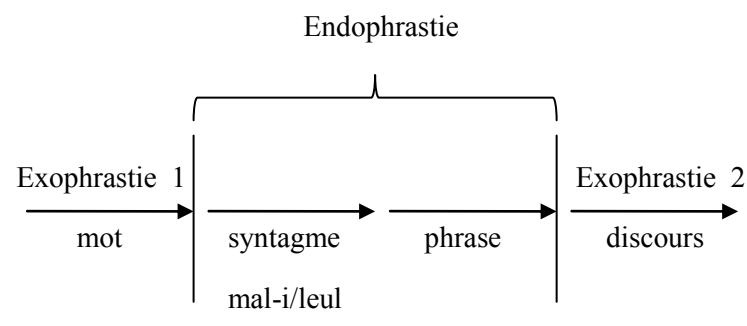 Endophrastie
Exophrastie 1 Exophrastie 2
mot syntagme phrase discours
mal-i/leul